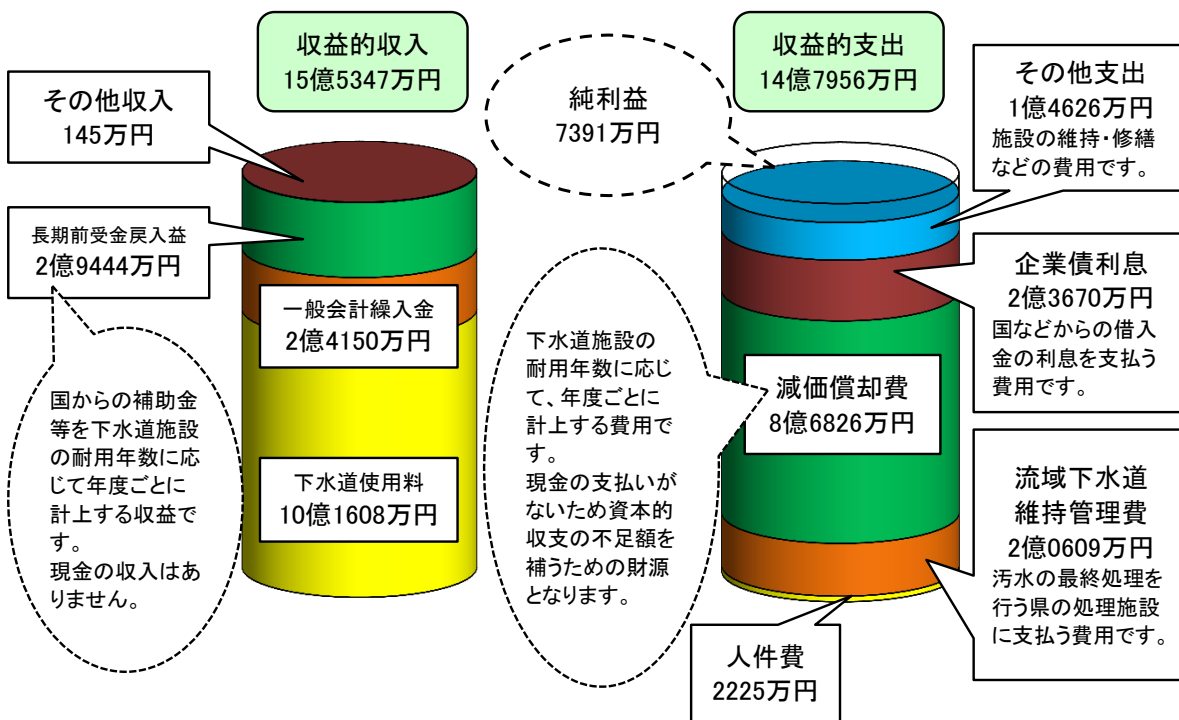 収益的収入
15億5347万円
その他収入
145万円
長期前受金戻入益
2億9444万円
国からの補助金
等を下水道施設
の耐用年数に応
じて年度ごとに
計上する収益で
す。
現金の収入はあ
りません。
一般会計繰入金
2億4150万円
下水道使用料
10億1608万円
純利益
7391万円
収益的支出
14億7956万円
その他支出
1億4626万円
施設の維持・修繕
などの費用です。
企業債利息
2億3670万円
国などからの借入
金の利息を支払う
費用です。
下水道施設の
耐用年数に応じ
て、年度ごとに
計上する費用で
す。
現金の支払いが
ないため資本的
収支の不足額を
補うための財源
となります。
減価償却費
8億6826万円
流域下水道
維持管理費
2億0609万円
汚水の最終処理を
行う県の処理施設
に支払う費用です。
人件費
2225万円